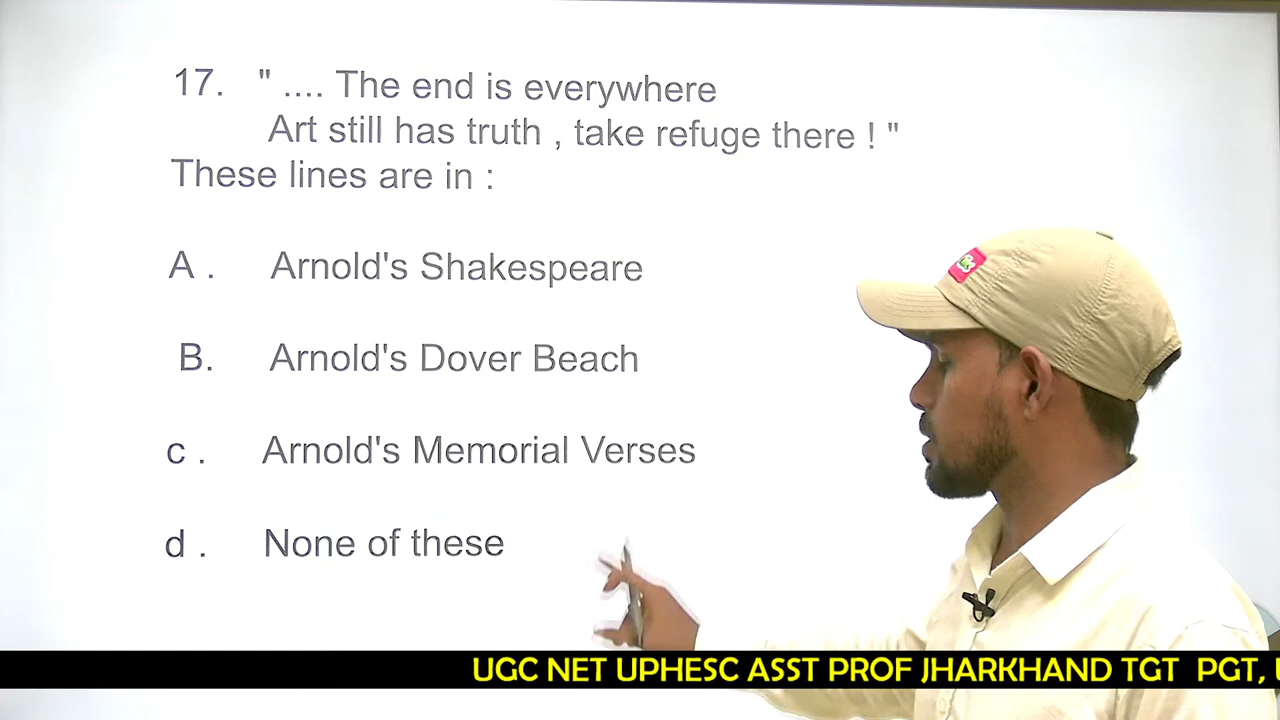 17. " .... The end is everywhere
Art still has truth , take refuge there ! "
These lines are in :
A . Arnold's Shakespeare
B. Arnold's Dover Beach
c . Arnold's Memorial Verses
d . None of these
UGC NET UPHESC ASST PROF JHARKHAND TGT PGT,